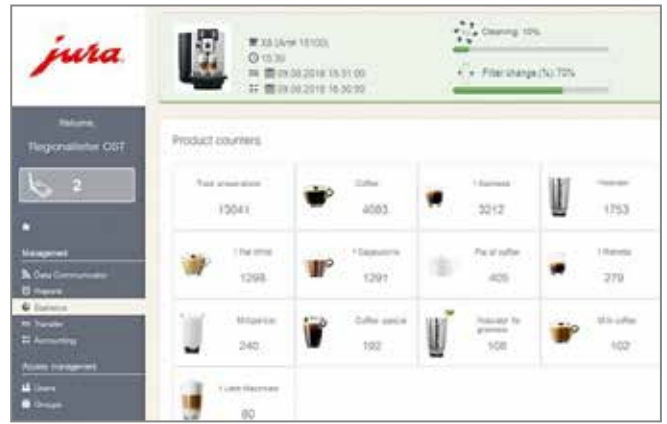 jura
X8 (Art# 15100)
15:30
09.08.2018 15:31:00
09.08.2018 16:30:00
Cleaning: 10%
Filter change (%): 70%
Welcome,
Regionalleiter OST
2
Product counters
Total preparations
13041
Coffee
4083
1 Espresso
3212
1753
1 Flat White
1298
1 Cappuccino
1291
Pot of coffee
405
1 Ristretto
279
Milk portion
240
Coffee special
192
Hotwater for greentea
108
Milk coffee
102
1 Latte Macchiato
80
Management
Data Communicator
Reports
Statistics
Transfer
Accounting
Access management
Users
Groups